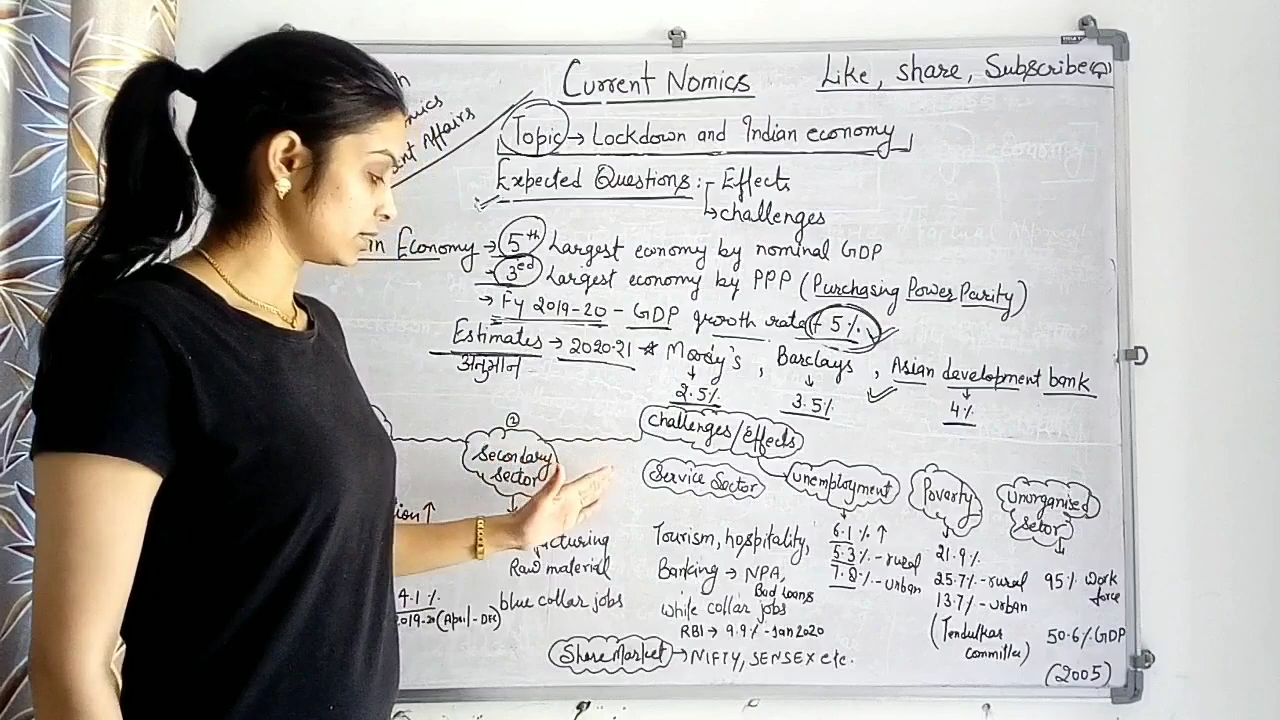 Current Nomics
Like, share, Subscribe
Topic → Lockdown and Indian economy
Expected Questions :- Effects
↳ challenges
in Economy → 5th Largest economy by nominal GDP
→ 3rd Largest economy by PPP (Purchasing Power Parity)
→ Fy 2019-20 - GDP growth rate 5%
Estimates → 2020-21 * Moody's, Barclays, Asian development bank
अनुमान
2.5% 3.5% 4%
challenges/effects
②
Secondary Sector
Service Sector
unemployment
Poverty
unorganised setor
Tourism, hospitality,
Banking → NPA,
Bad loans
while collar jobs
RBI → 9.9% - Jan 2020
Raw material
blue collar jobs
4.1%
2019-20 (April - DEC)
6.1% ↑
5.3% - rural
7.8% - urban
21.9%
25.7% - rural
13.7% - urban
(Tendulkar committee)
95% work force
50.6% GDP
(2005)
Share Market → NIFTY, SENSEX etc.